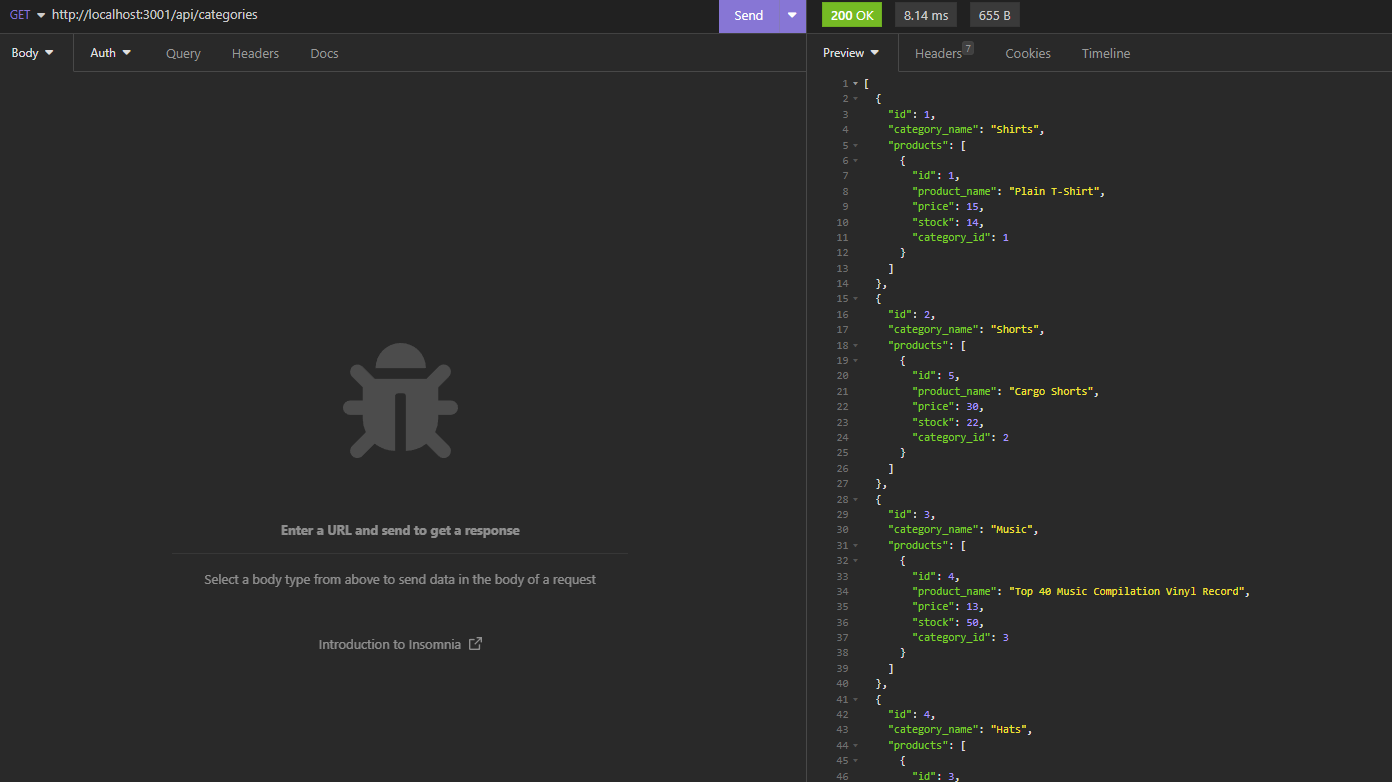 GET http://localhost:3001/api/categories Send 200 OK 8.14 ms 655 B
Body Auth Query Headers Docs Preview Headers 7 Cookies Timeline
Enter a URL and send to get a response
Select a body type from above to send data in the body of a request
Introduction to Insomnia
1 [
2 {
3 "id": 1,
4 "category_name": "Shirts",
5 "products": [
6 {
7 "id": 1,
8 "product_name": "Plain T-Shirt",
9 "price": 15,
10 "stock": 14,
11 "category_id": 1
12 }
13 ]
14 },
15 {
16 "id": 2,
17 "category_name": "Shorts",
18 "products": [
19 {
20 "id": 5,
21 "product_name": "Cargo Shorts",
22 "price": 30,
23 "stock": 22,
24 "category_id": 2
25 }
26 ]
27 },
28 {
29 "id": 3,
30 "category_name": "Music",
31 "products": [
32 {
33 "id": 4,
34 "product_name": "Top 40 Music Compilation Vinyl Record",
35 "price": 13,
36 "stock": 50,
37 "category_id": 3
38 }
39 ]
40 },
41 {
42 "id": 4,
43 "category_name": "Hats",
44 "products": [
45 {
46 "id": 3,